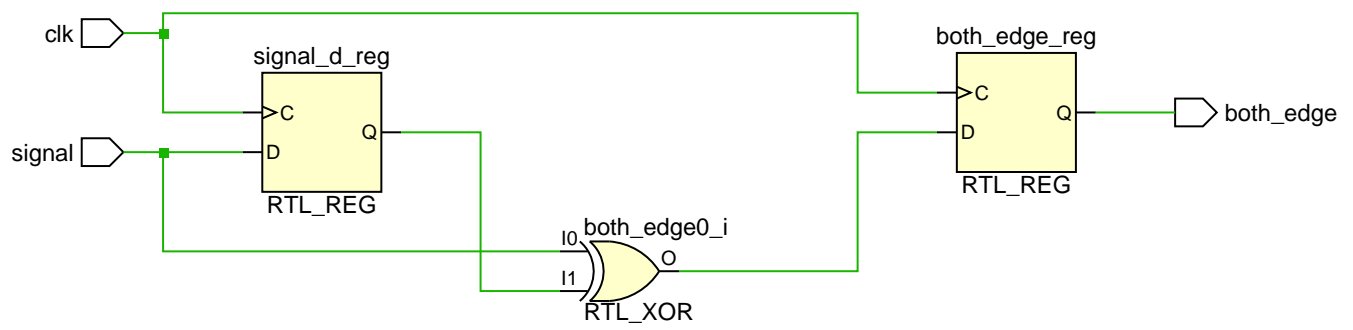 clk
signal
signal_d_reg
C
D
Q
RTL_REG
both_edge0_i
I0
I1
O
RTL_XOR
both_edge_reg
C
D
Q
RTL_REG
both_edge